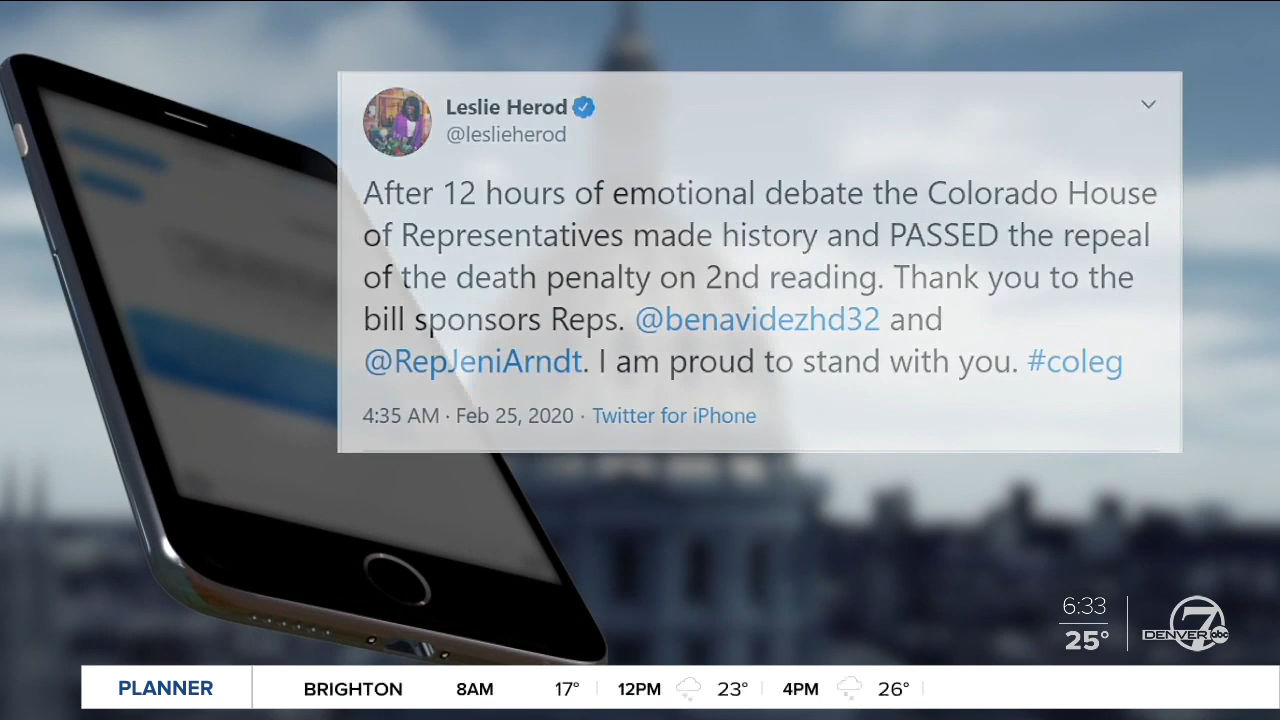 Leslie Herod
@leslieherod
After 12 hours of emotional debate the Colorado House
of Representatives made history and PASSED the repeal
of the death penalty on 2nd reading. Thank you to the
bill sponsors Reps. @benavidezhd32 and
@RepJeniArndt. I am proud to stand with you. #coleg
4:35 AM · Feb 25, 2020 · Twitter for iPhone
6:33
25°
DENVER 7 abc
PLANNER BRIGHTON 8AM 17° 12PM 23° 4PM 26°